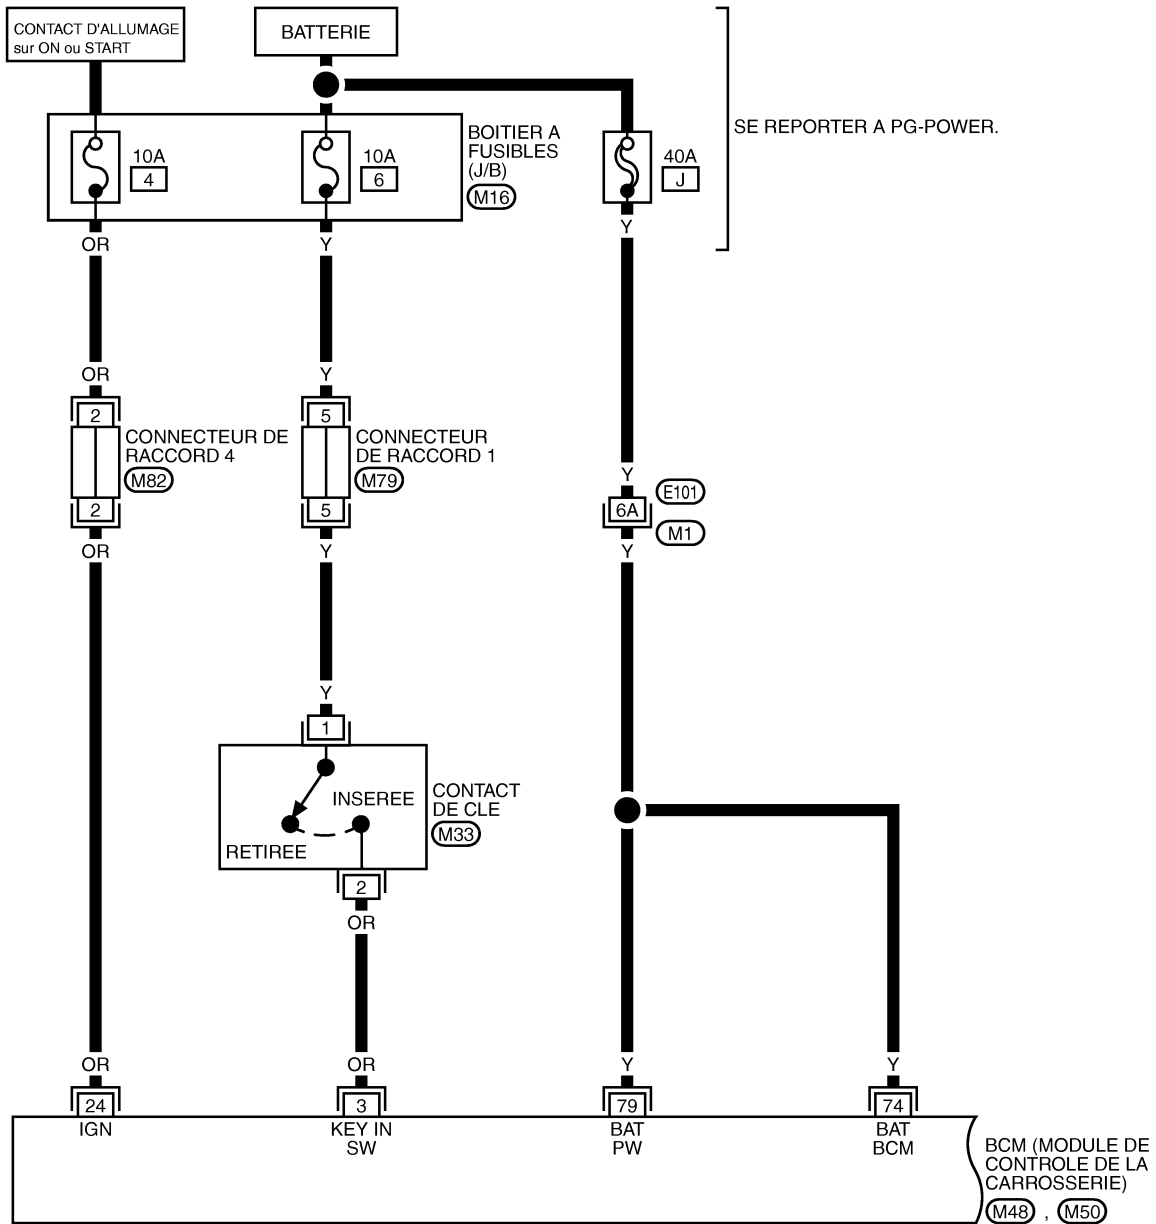 CONTACT D'ALLUMAGE
sur ON ou START
BATTERIE
SE REPORTER A PG-POWER.
10A
4
10A
6
BOITIER A
FUSIBLES
(J/B)
M16
40A
J
OR
Y
Y
OR
Y
Y
2
5
CONNECTEUR DE
RACCORD 4
M82
CONNECTEUR
DE RACCORD 1
M79
2
5
6A
E101
M1
OR
Y
Y
Y
1
INSEREE
RETIREE
CONTACT
DE CLE
M33
2
OR
OR
OR
Y
Y
24
3
79
74
IGN
KEY IN
SW
BAT
PW
BAT
BCM
BCM (MODULE DE
CONTROLE DE LA
CARROSSERIE)
M48 , M50